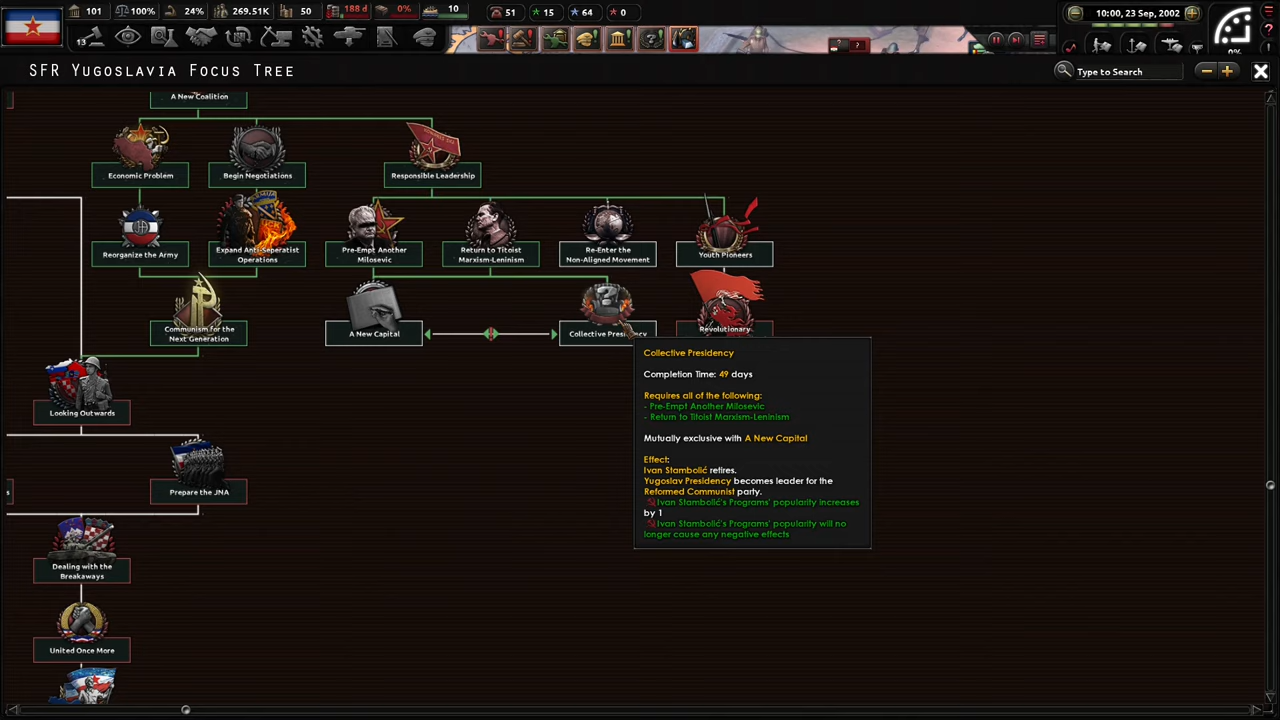 101
100%
24%
269.51K
50
188 d
0%
10
51
15
64
0
10:00, 23 Sep, 2002
13
0%
SFR Yugoslavia Focus Tree
Type to Search
A New Coalition
Economic Problem
Begin Negotiations
Responsible Leadership
Reorganize the Army
Expand Anti-Seperatist
Operations
Pre-Empt Another
Milosevic
Return to Titoist
Marxism-Leninism
Re-Enter the
Non-Aligned Movement
Youth Pioneers
Communism for the
Next Generation
A New Capital
Collective Presidency
Revolutionary
Looking Outwards
Prepare the JNA
Dealing with the
Breakaways
United Once More
Collective Presidency
Completion Time: 49 days
Requires all of the following:
- Pre-Empt Another Milosevic
- Return to Titoist Marxism-Leninism
Mutually exclusive with A New Capital
Effect:
Ivan Stambolić retires.
Yugoslav Presidency becomes leader for the
Reformed Communist party.
Ivan Stambolić's Programs' popularity increases
by 1
Ivan Stambolić's Programs' popularity will no
longer cause any negative effects